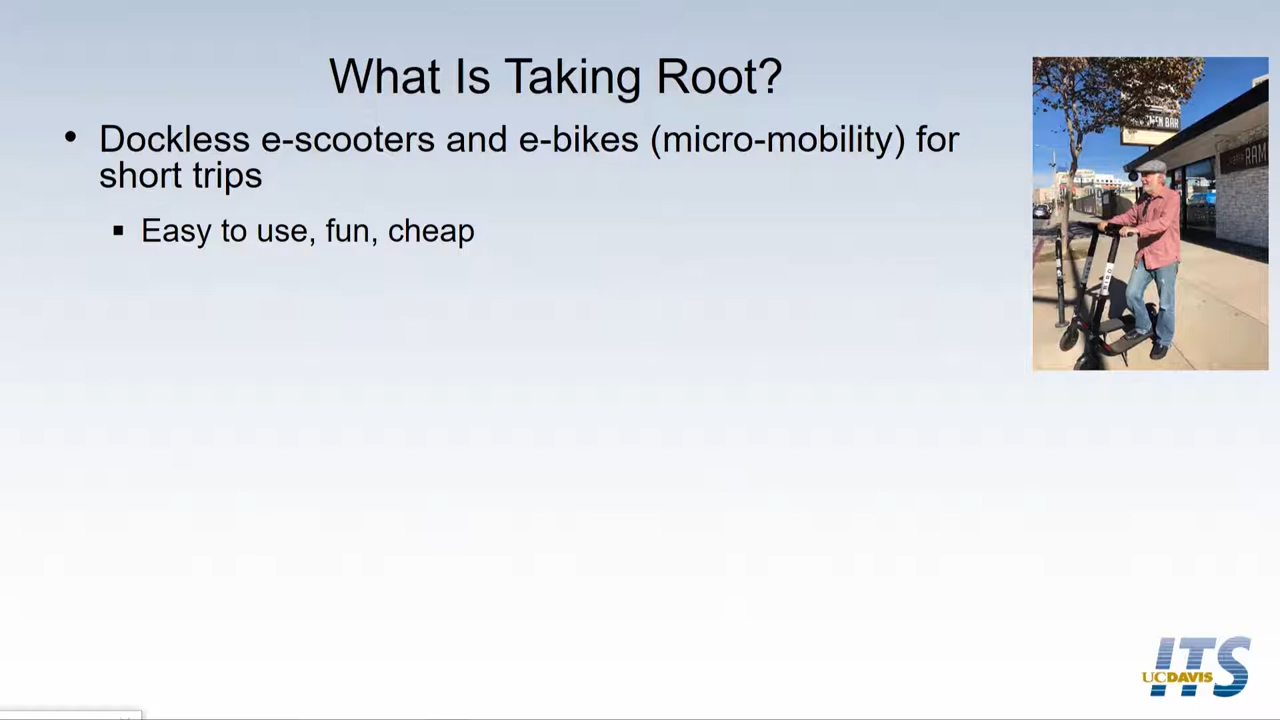 What Is Taking Root?
• Dockless e-scooters and e-bikes (micro-mobility) for
short trips
▪ Easy to use, fun, cheap
RAM
ITS
UCDAVIS